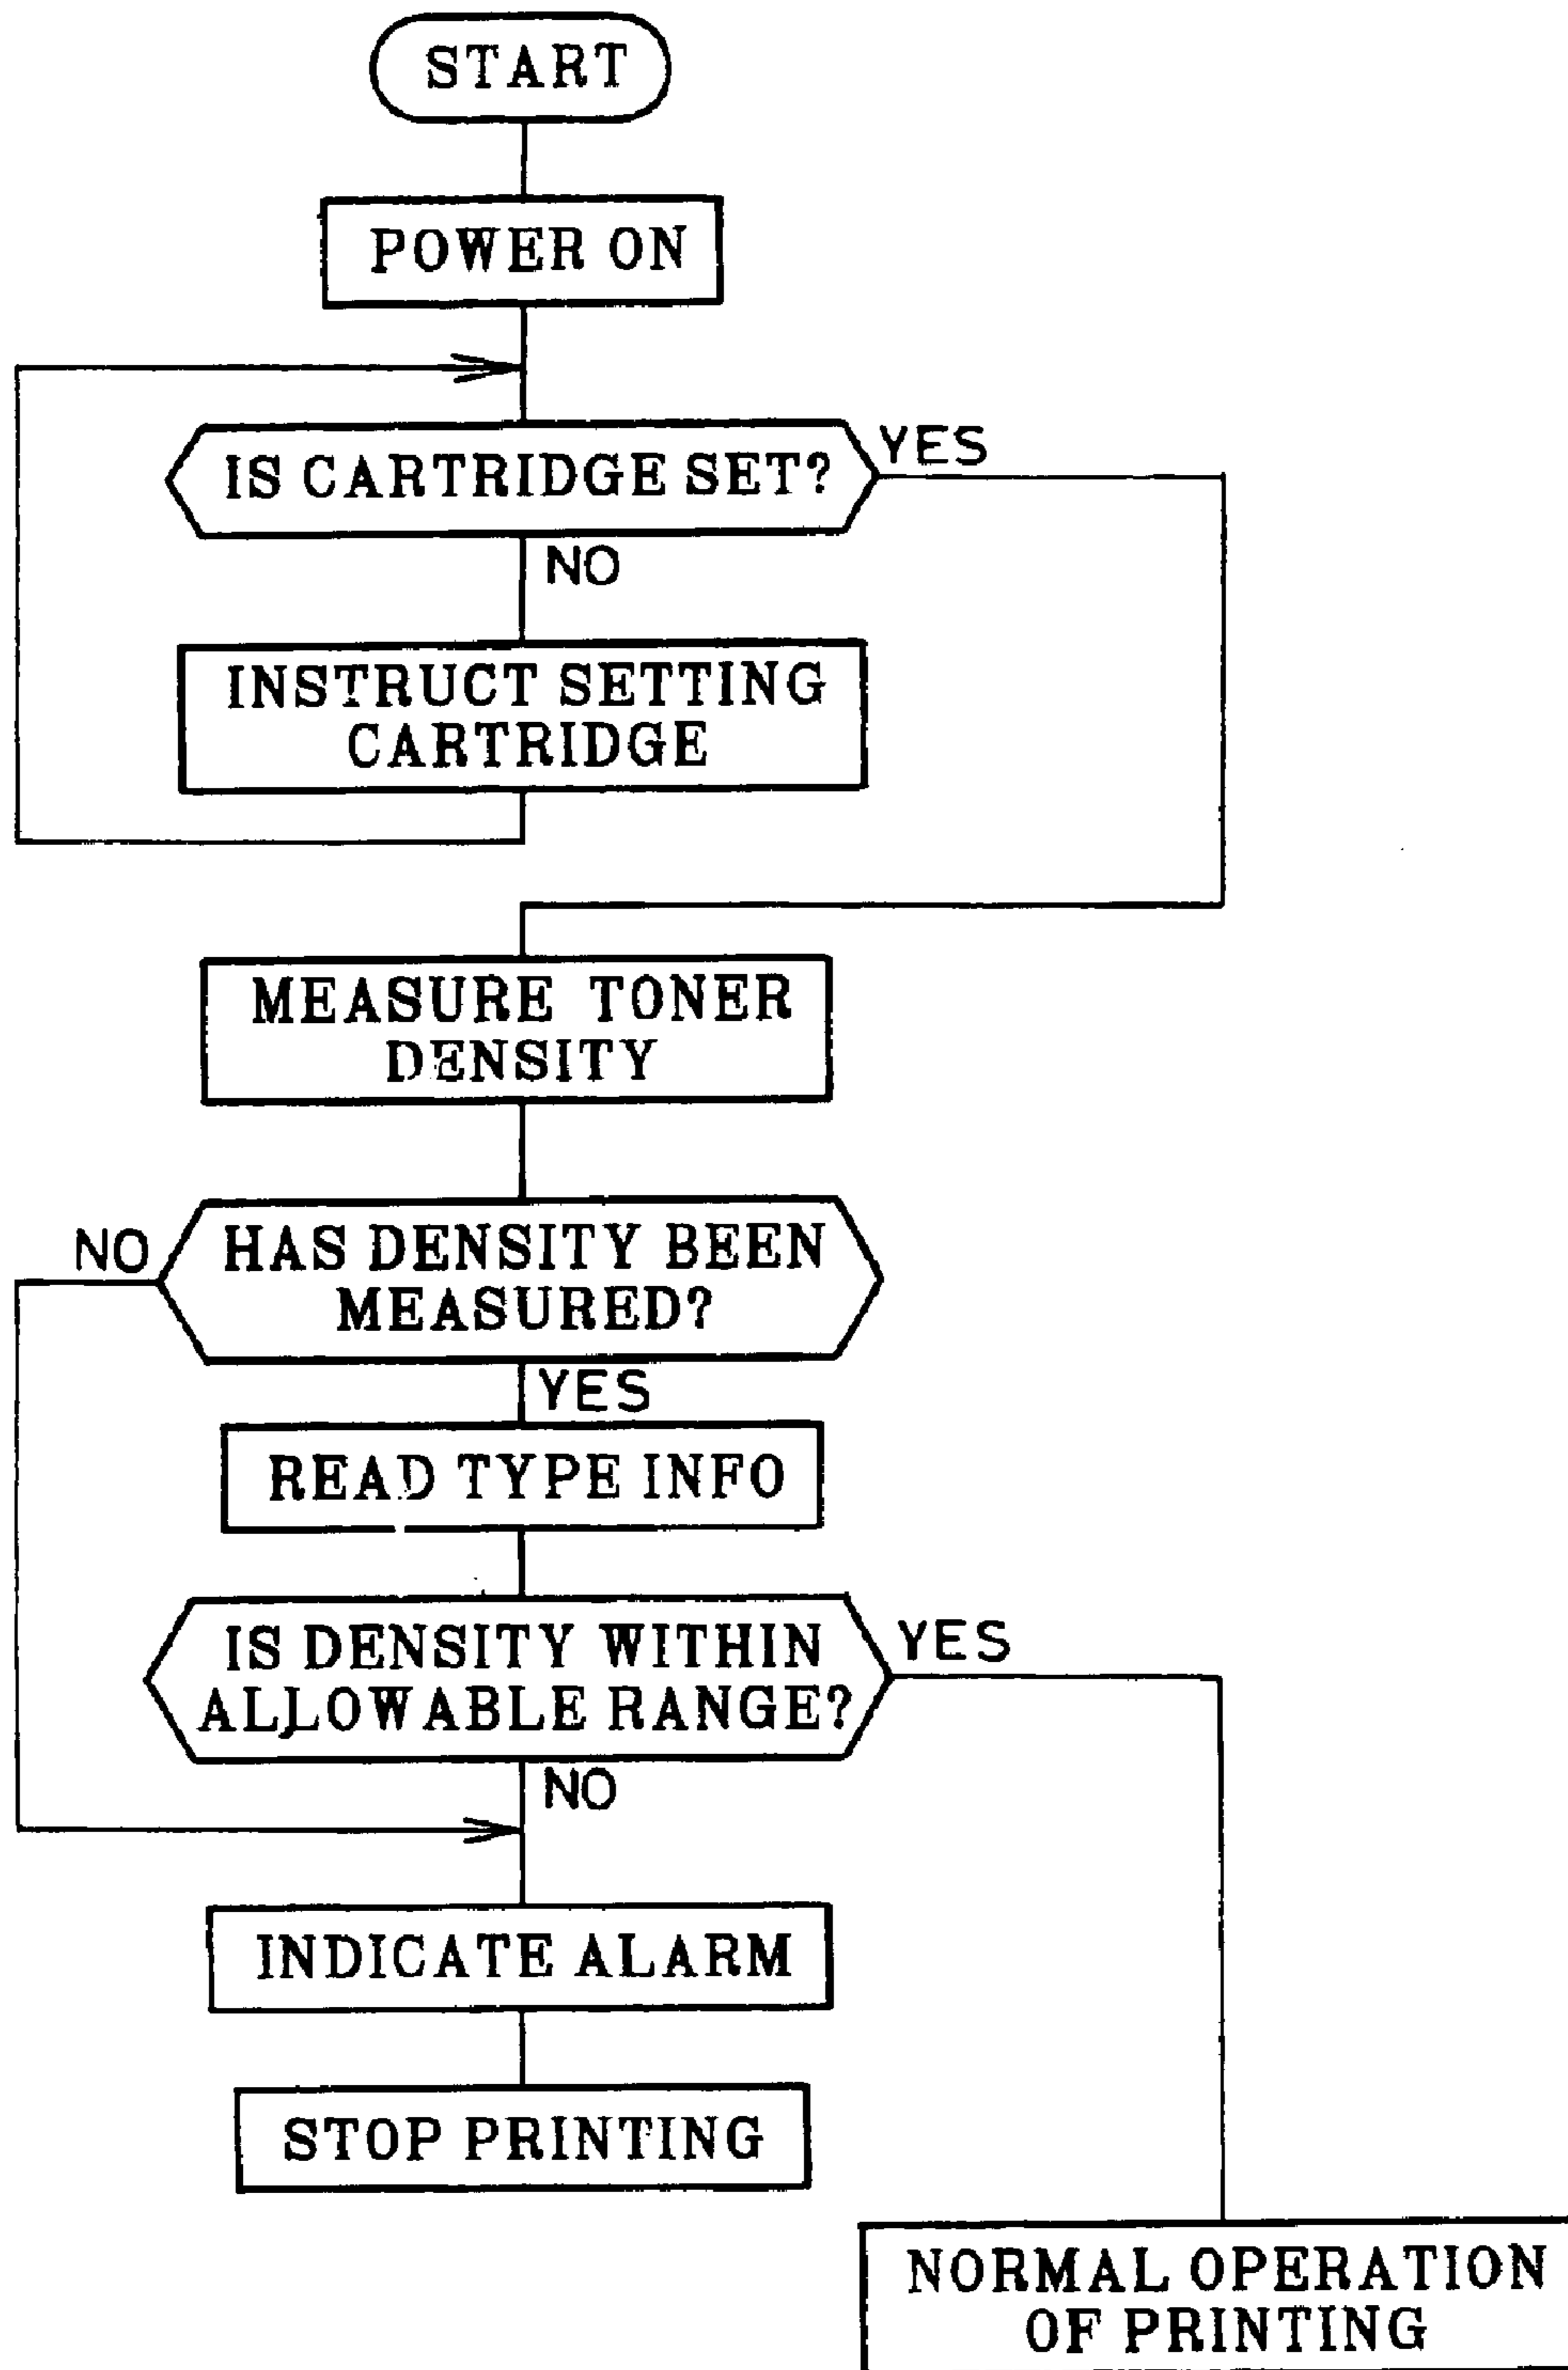 START
POWER ON
IS CARTRIDGE SET?
YES
NO
INSTRUCT SETTING
CARTRIDGE
MEASURE TONER
DENSITY
NO
HAS DENSITY BEEN
MEASURED?
YES
READ TYPE INFO
IS DENSITY WITHIN
ALLOWABLE RANGE?
YES
NO
INDICATE ALARM
STOP PRINTING
NORMAL OPERATION
OF PRINTING